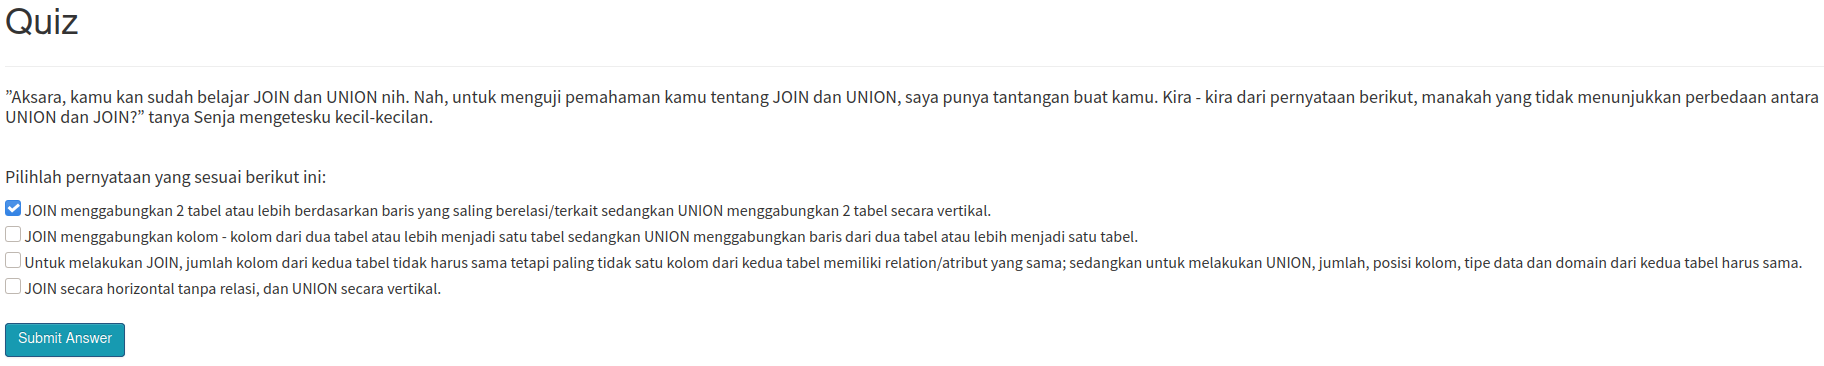 Quiz
”Aksara, kamu kan sudah belajar JOIN dan UNION nih. Nah, untuk menguji pemahaman kamu tentang JOIN dan UNION, saya punya tantangan buat kamu. Kira - kira dari pernyataan berikut, manakah yang tidak menunjukkan perbedaan antara
UNION dan JOIN?” tanya Senja mengetesku kecil-kecilan.
Pilihlah pernyataan yang sesuai berikut ini:
JOIN menggabungkan 2 tabel atau lebih berdasarkan baris yang saling berelasi/terkait sedangkan UNION menggabungkan 2 tabel secara vertikal.
JOIN menggabungkan kolom - kolom dari dua tabel atau lebih menjadi satu tabel sedangkan UNION menggabungkan baris dari dua tabel atau lebih menjadi satu tabel.
Untuk melakukan JOIN, jumlah kolom dari kedua tabel tidak harus sama tetapi paling tidak satu kolom dari kedua tabel memiliki relation/atribut yang sama; sedangkan untuk melakukan UNION, jumlah, posisi kolom, tipe data dan domain dari kedua tabel harus sama.
JOIN secara horizontal tanpa relasi, dan UNION secara vertikal.
Submit Answer